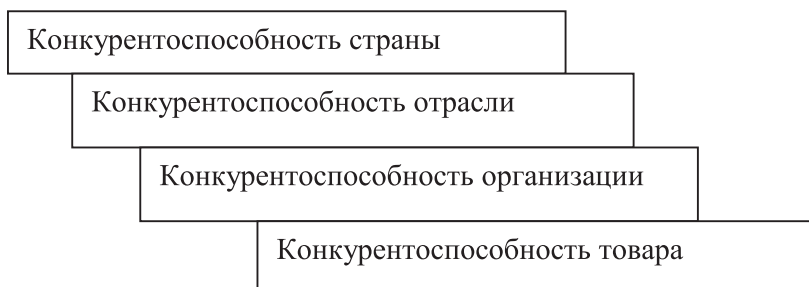 Конкурентоспособность страны
Конкурентоспособность отрасли
Конкурентоспособность организации
Конкурентоспособность товара